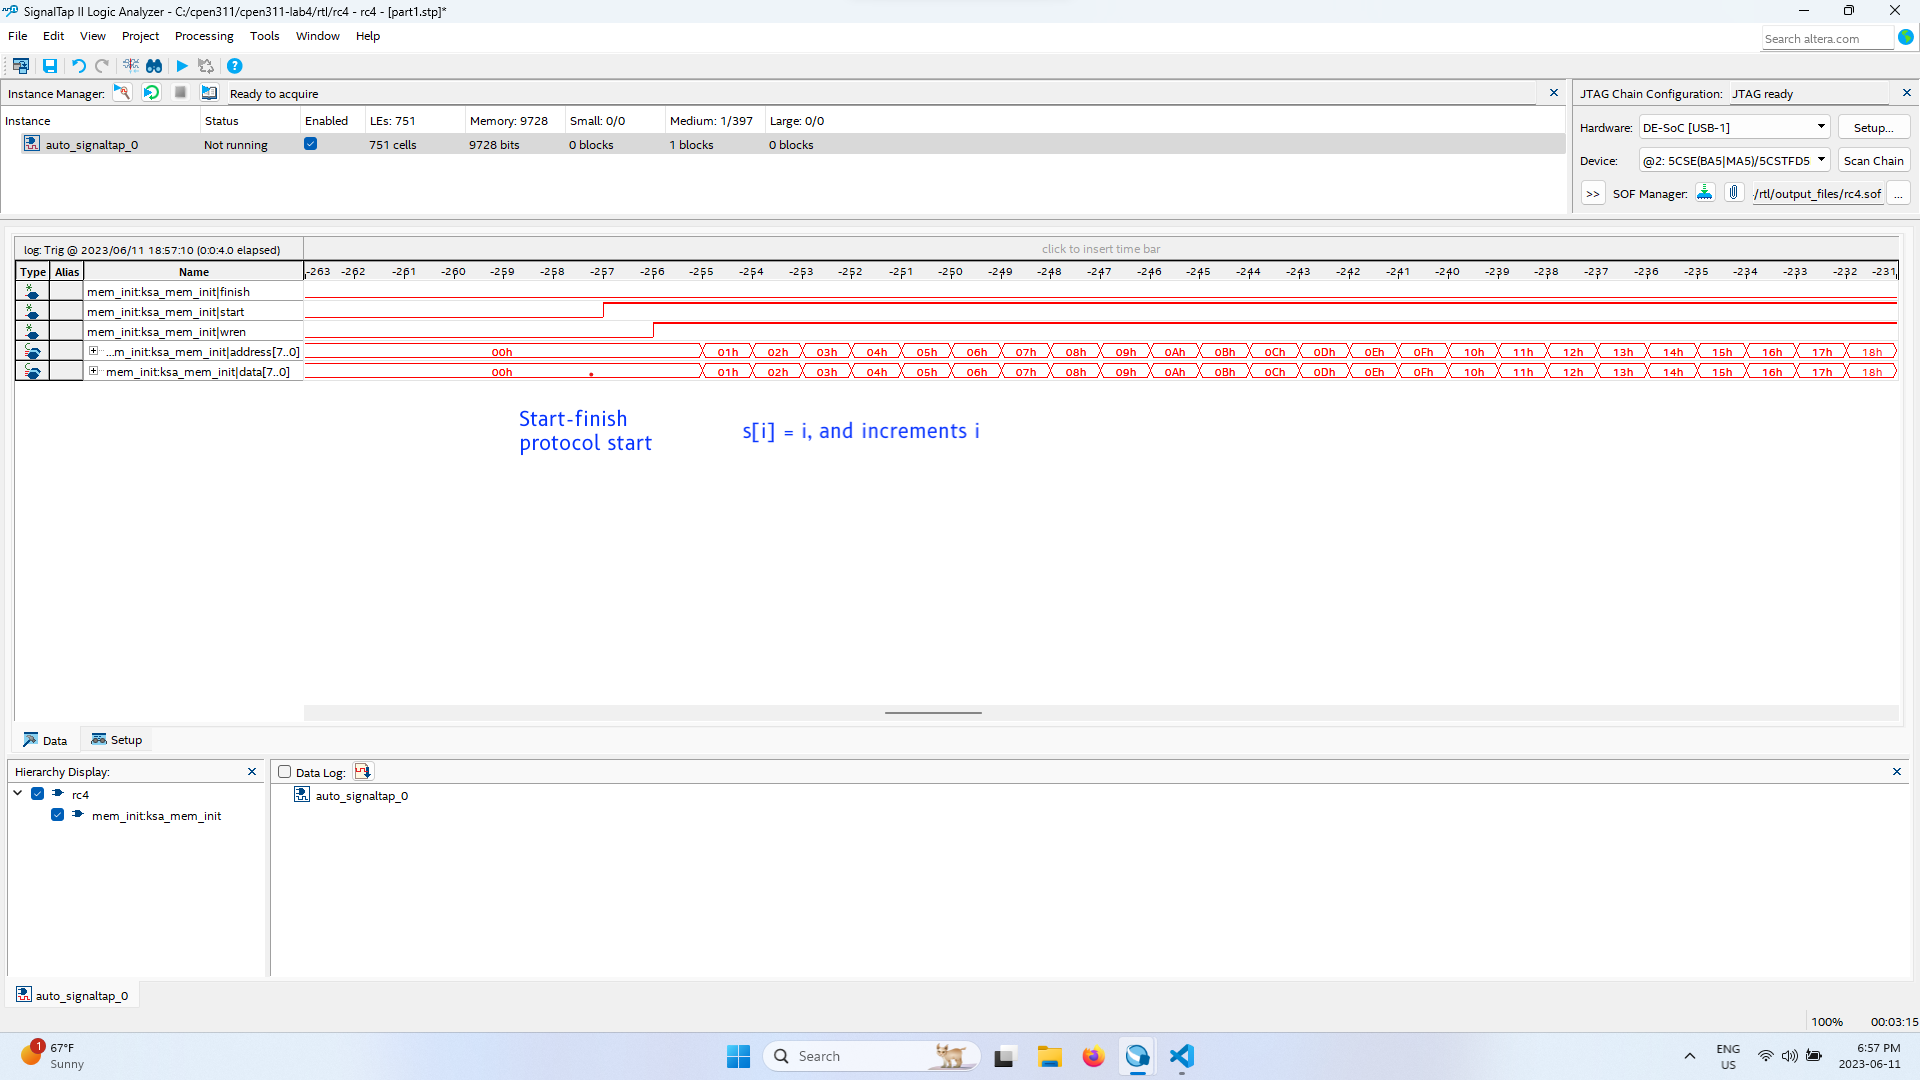 SignalTap II Logic Analyzer - C:/cpen311/cpen311-lab4/rtl/rc4 - rc4 - [part1.stp]*
File Edit View Project Processing Tools Window Help
Search altera.com
Instance Manager: Ready to acquire
JTAG Chain Configuration: JTAG ready
Instance Status Enabled LEs: 751 Memory: 9728 Small: 0/0 Medium: 1/397 Large: 0/0
auto_signaltap_0 Not running 751 cells 9728 bits 0 blocks 1 blocks 0 blocks
Hardware: DE-SoC [USB-1] Setup...
Device: @2: 5CSE(BA5|MA5)/5CSTFD5 Scan Chain
>> SOF Manager: /rtl/output_files/rc4.sof ...
log: Trig @ 2023/06/11 18:57:10 (0:0:4.0 elapsed) click to insert time bar
Type Alias Name -263 -262 -261 -260 -259 -258 -257 -256 -255 -254 -253 -252 -251 -250 -249 -248 -247 -246 -245 -244 -243 -242 -241 -240 -239 -238 -237 -236 -235 -234 -233 -232 -231
mem_init:ksa_mem_init|finish
mem_init:ksa_mem_init|start
mem_init:ksa_mem_init|wren
...m_init:ksa_mem_init|address[7..0] 00h 01h 02h 03h 04h 05h 06h 07h 08h 09h 0Ah 0Bh 0Ch 0Dh 0Eh 0Fh 10h 11h 12h 13h 14h 15h 16h 17h 18h
mem_init:ksa_mem_init|data[7..0] 00h 01h 02h 03h 04h 05h 06h 07h 08h 09h 0Ah 0Bh 0Ch 0Dh 0Eh 0Fh 10h 11h 12h 13h 14h 15h 16h 17h 18h
Start-finish
protocol start
s[i] = i, and increments i
Data Setup
Hierarchy Display:
rc4
mem_init:ksa_mem_init
Data Log:
auto_signaltap_0
auto_signaltap_0
100% 00:03:15
1
67°F
Sunny
Search
ENG
US
6:57 PM
2023-06-11